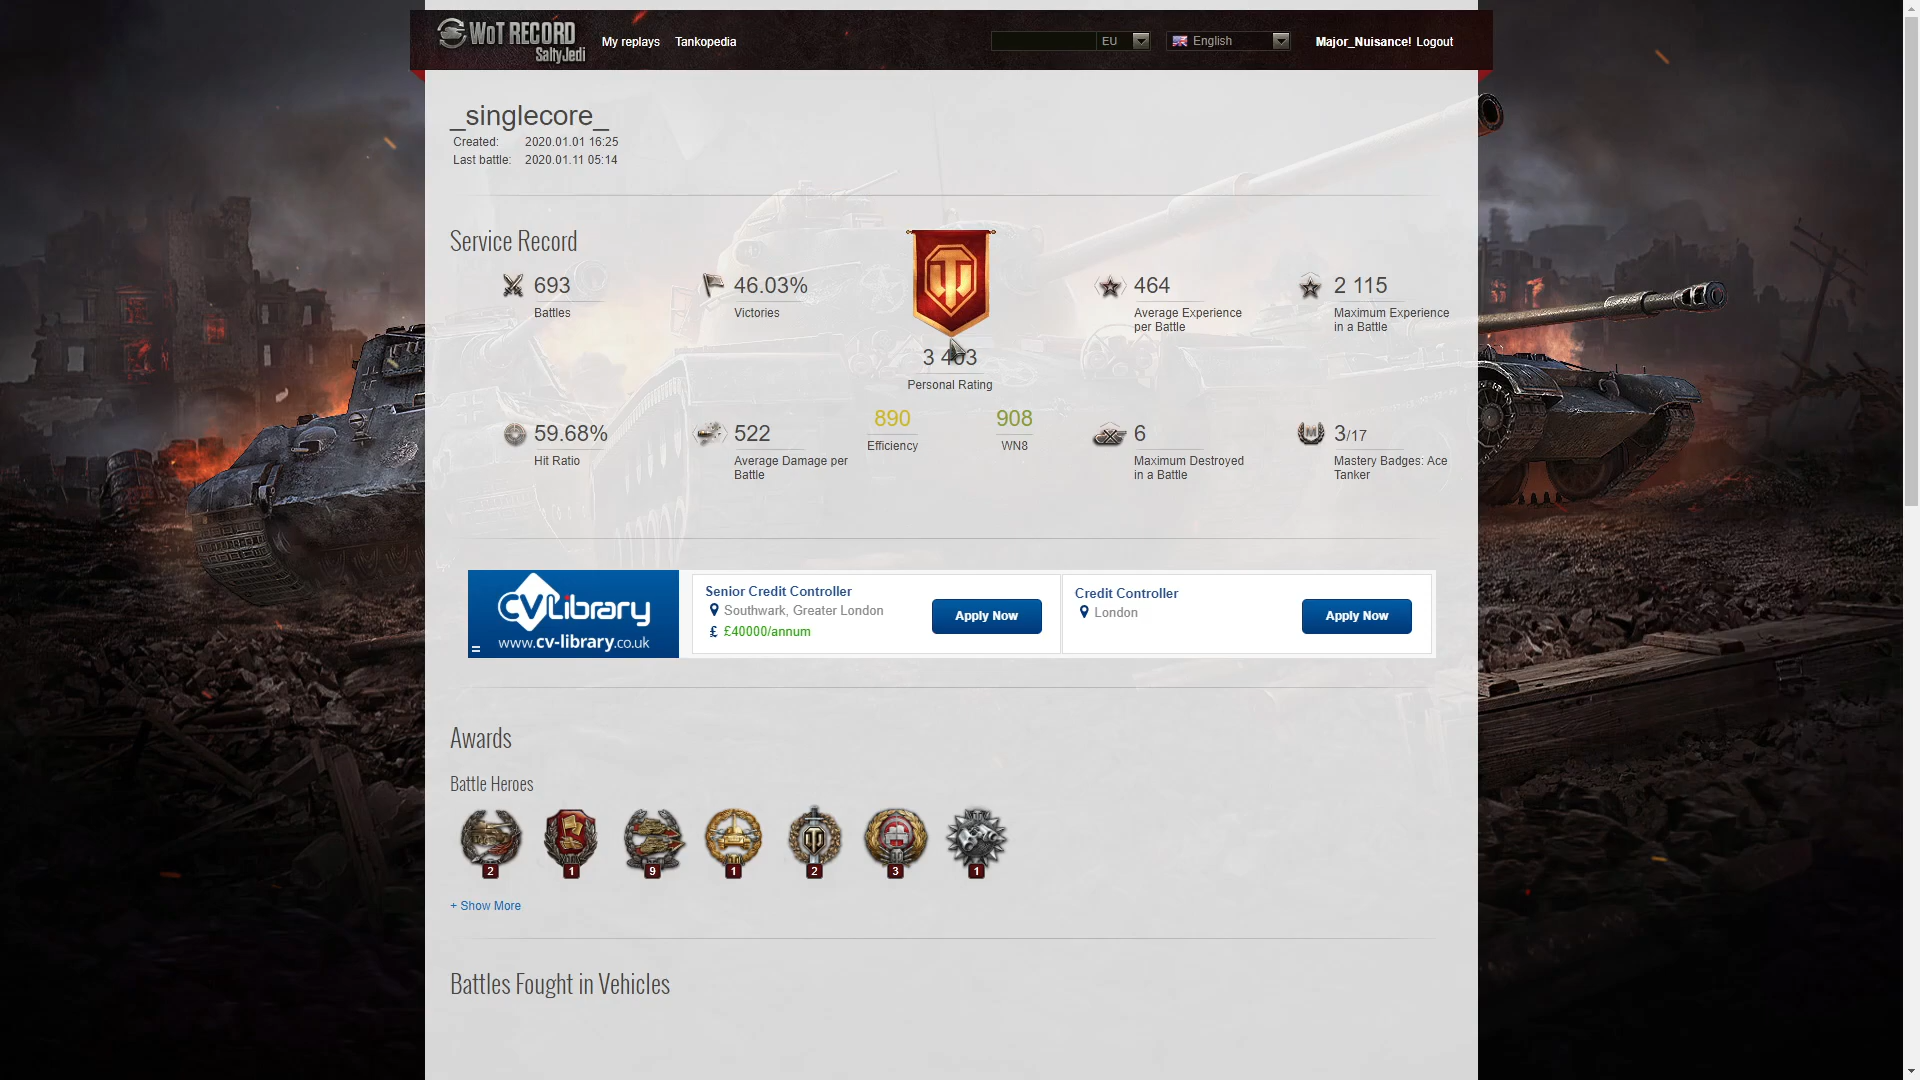 WoT RECORD
SaltyJedi
My replays
Tankopedia
EU
English
Major_Nuisance! Logout
_singlecore_
Created: 2020.01.01 16:25
Last battle: 2020.01.11 05:14
Service Record
693
Battles
46.03%
Victories
Personal Rating
464
Average Experience
per Battle
2 115
Maximum Experience
in a Battle
59.68%
Hit Ratio
522
Average Damage per
Battle
890
Efficiency
908
WN8
6
Maximum Destroyed
in a Battle
3/17
Mastery Badges: Ace
Tanker
CV Library
www.cv-library.co.uk
Senior Credit Controller
Southwark, Greater London
£ £40000/annum
Apply Now
Credit Controller
London
Apply Now
Awards
Battle Heroes
2
1
9
1
2
3
1
+ Show More
Battles Fought in Vehicles